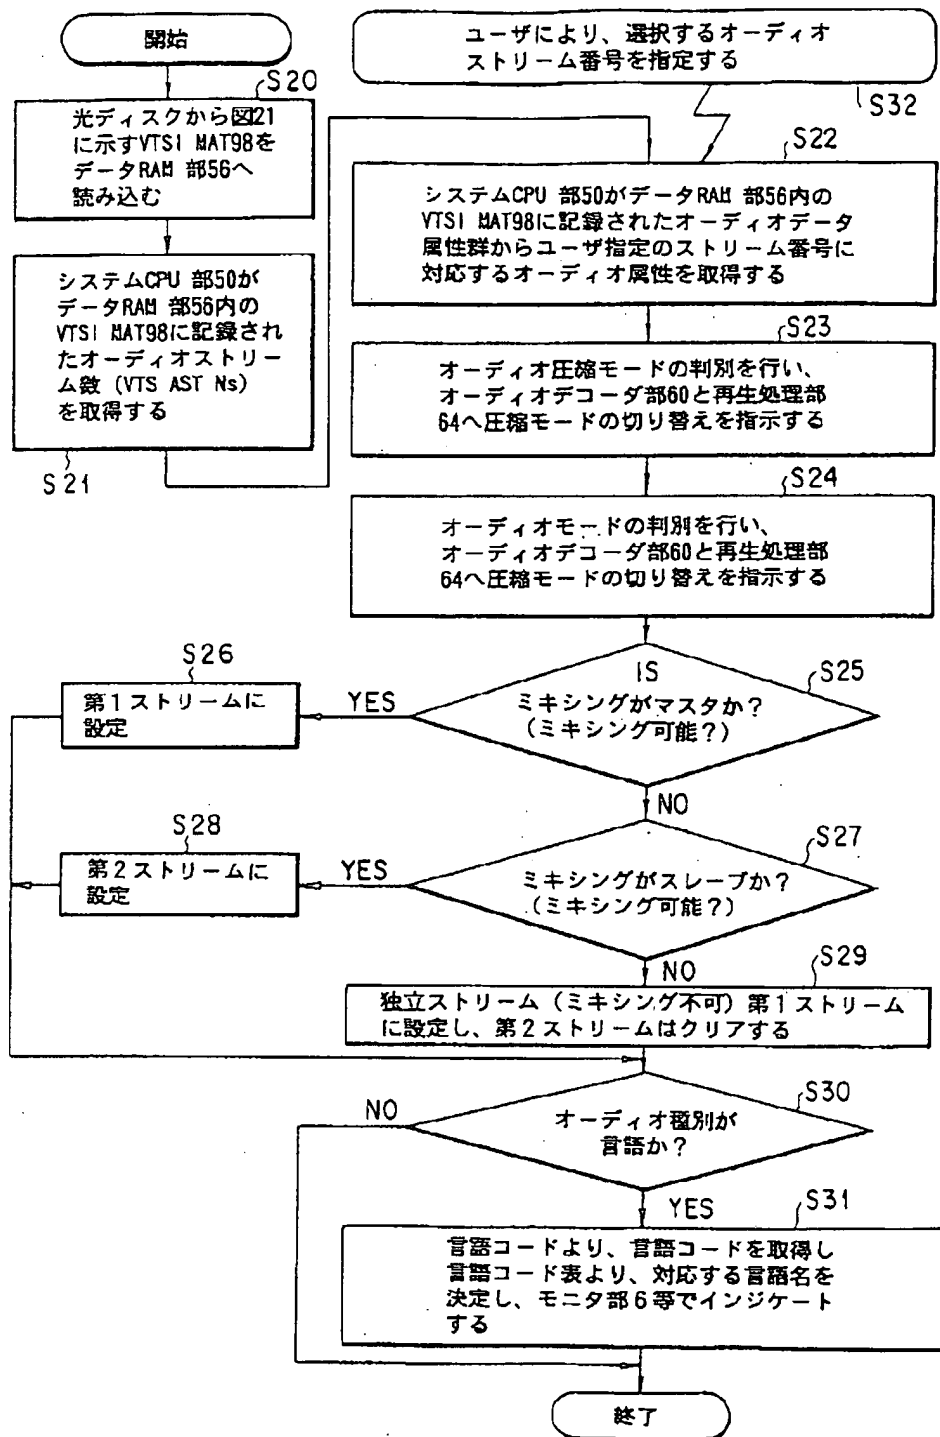 開始
S20
光ディスクから図21
に示すVTSI MAT98を
データRAM 部56へ
読み込む
システムCPU 部50が
データRAM 部56内の
VTSI MAT98に記録され
たオーディオストリー
ム数 (VTS AST Ns)
を取得する
S21
ユーザにより、選択するオーディオ
ストリーム番号を指定する
S32
S22
システムCPU 部50がデータRAM 部56内の
VTSI MAT98に記録されたオーディオデータ
属性群からユーザ指定のストリーム番号に
対応するオーディオ属性を取得する
S23
オーディオ圧縮モードの判別を行い、
オーディオデコーダ部60と再生処理部
64へ圧縮モードの切り替えを指示する
S24
オーディオモードの判別を行い、
オーディオデコーダ部60と再生処理部
64へ圧縮モードの切り替えを指示する
S25
IS
ミキシングがマスタか?
(ミキシング可能?)
YES
S26
第1ストリームに
設定
NO
S27
ミキシングがスレーブか?
(ミキシング可能?)
YES
S28
第2ストリームに
設定
NO
S29
独立ストリーム (ミキシング不可) 第1ストリーム
に設定し、第2ストリームはクリアする
S30
オーディオ種別が
言語か?
NO
YES
S31
言語コードより、言語コードを取得し
言語コード表より、対応する言語名を
決定し、モニタ部6等でインジケート
する
終了